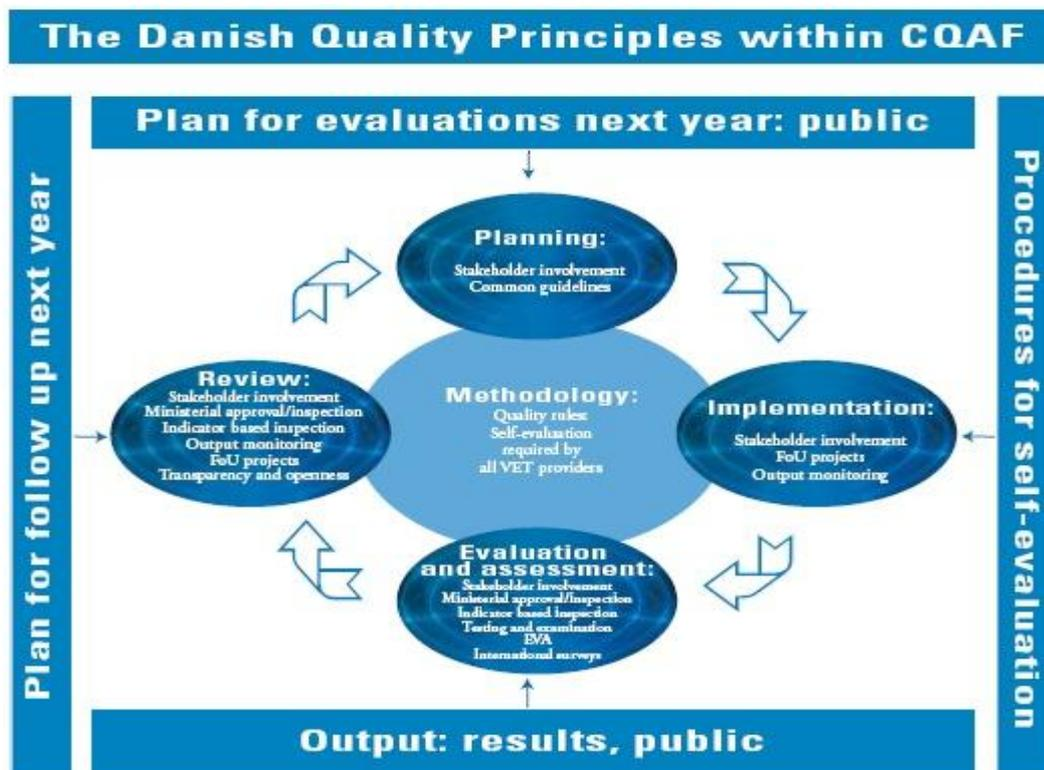 The Danish Quality Principles within CQAF
Plan for evaluations next year: public
Plan for follow up next year
Procedures for self-evaluation
Planning:
Stakeholder involvement
Common guidelines
Review:
Stakeholder involvement
Ministerial approval/inspection
Indicator based inspection
Output monitoring
FoU projects
Transparency and openness
Methodology:
Quality rules:
Self-evaluation
required by
all VET providers
Implementation:
Stakeholder involvement
FoU projects
Output monitoring
Evaluation
and assessment:
Stakeholder involvement
Ministerial approval/inspection
Indicator based inspection
Testing and examination
EVA
International surveys
Output: results, public